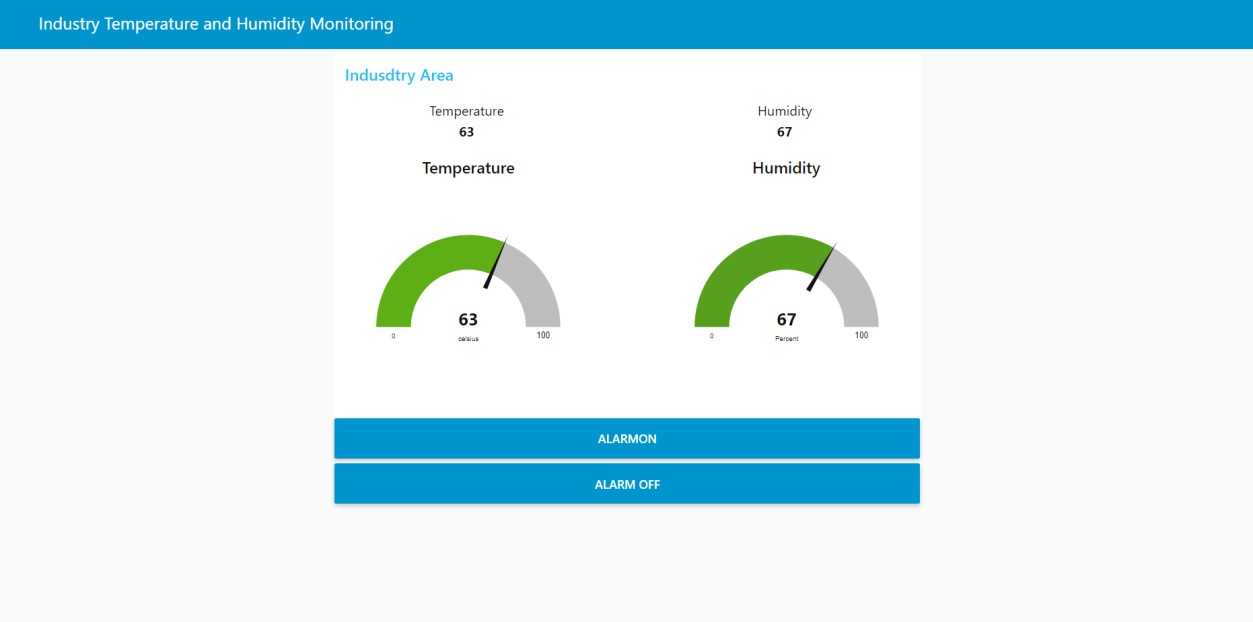 Industry Temperature and Humidity Monitoring
Indusdtry Area
Temperature
63
Humidity
67
Temperature
Humidity
63
celsius
0
100
67
Percent
0
100
ALARMON
ALARM OFF